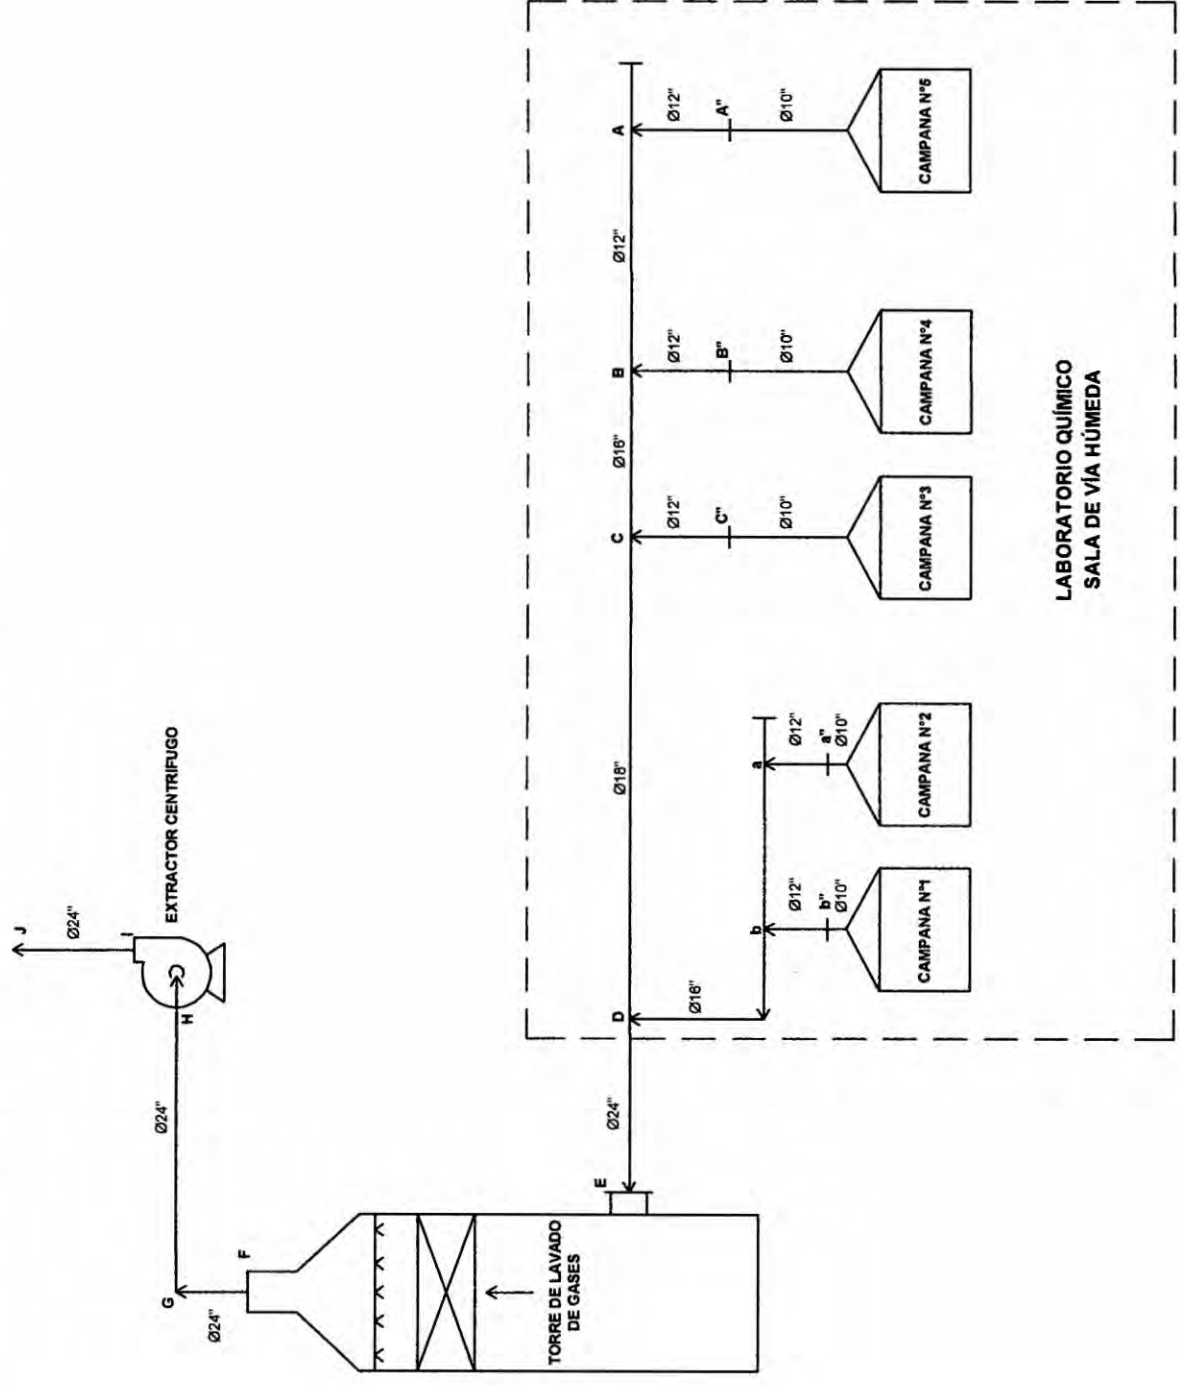 J
Ø24"
I
G
Ø24"
EXTRACTOR CENTRIFUGO
H
Ø24"
F
TORRE DE LAVADO
DE GASES
E
Ø24"
D
Ø18"
C
Ø16"
B
Ø12"
A
Ø12"
Ø12"
Ø12"
Ø16"
C"
B"
A"
b
a
Ø10"
Ø10"
Ø10"
Ø12"
Ø12"
b"
a"
Ø10"
Ø10"
CAMPANA N°1
CAMPANA N°2
CAMPANA N°3
CAMPANA N°4
CAMPANA N°5
LABORATORIO QUÍMICO
SALA DE VÍA HÚMEDA